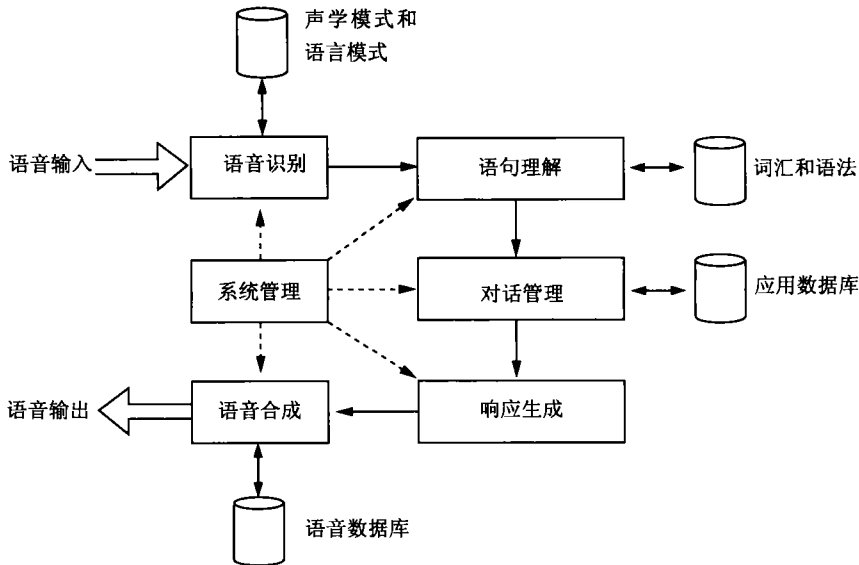 声学模式和
语言模式
语音输入
语音识别
语句理解
词汇和语法
系统管理
对话管理
应用数据库
语音输出
语音合成
响应生成
语音数据库